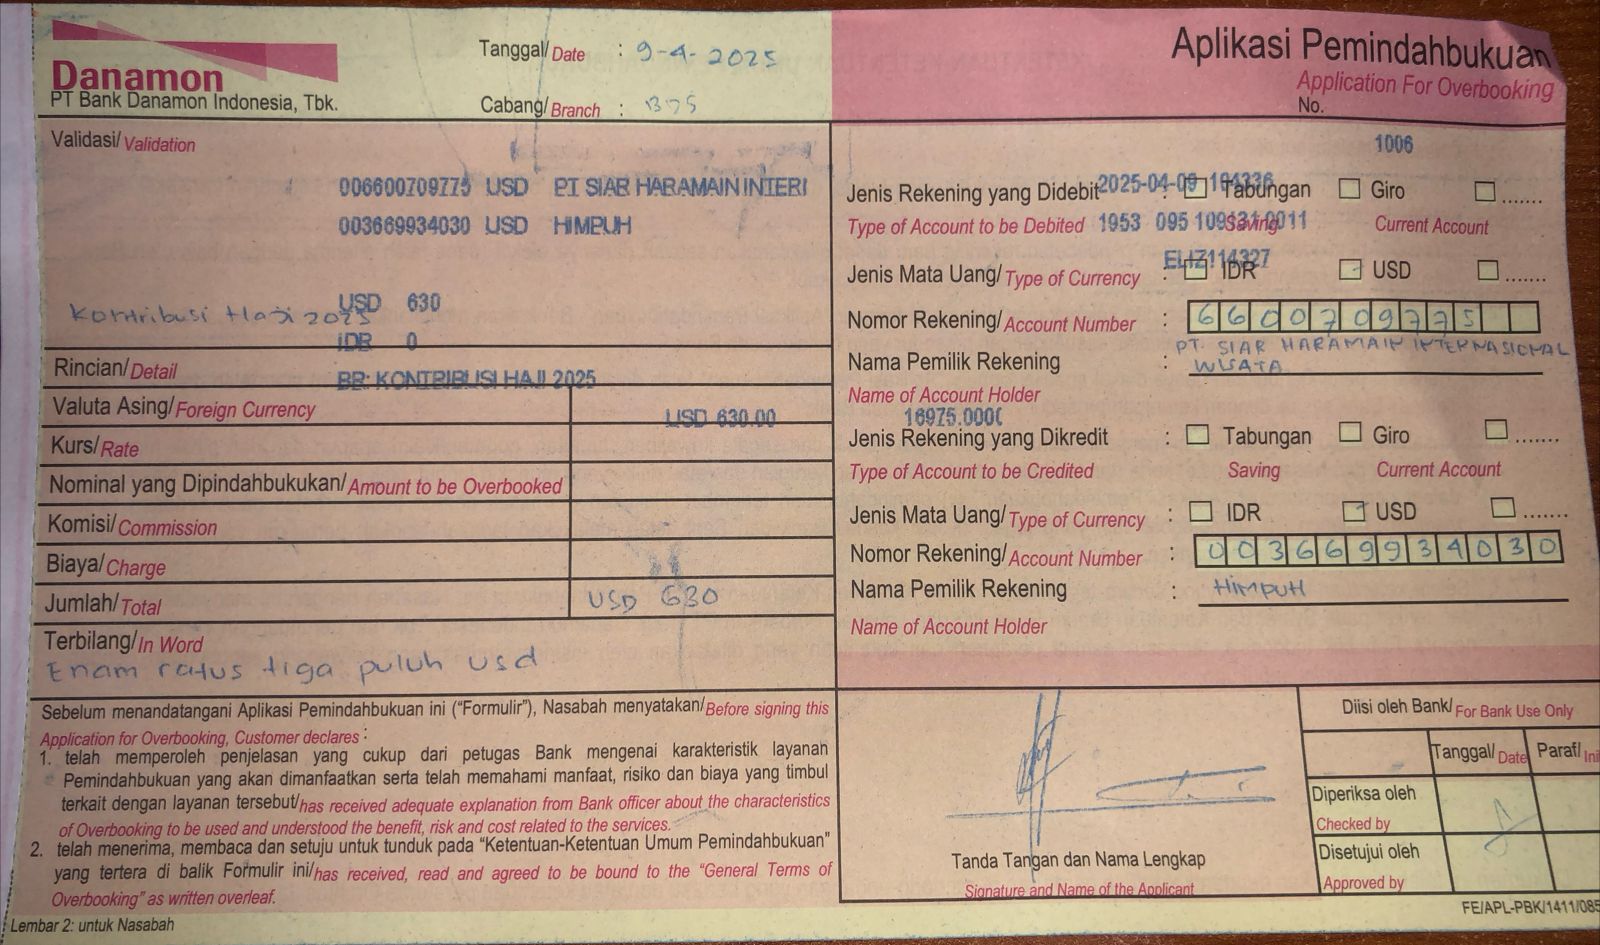 Danamon
PT Bank Danamon Indonesia, Tbk.
Tanggal/Date : 9-4-2025
Cabang/Branch :
Aplikasi Pemindahbukuan
Application For Overbooking
No.
Validasi/Validation
006600709775 USD PT SIAR HARAMAIN INTERI
003669934030 USD HIMPUH
USD 630
Kontribusi Haji 2025
IDR 0
Rincian/Detail
BR: KONTRIBUSI HAJI 2025
Valuta Asing/Foreign Currency
USD 630.00 16975.000
Kurs/Rate
Nominal yang Dipindahbukukan/Amount to be Overbooked
Komisi/Commission
Biaya/Charge
Jumlah/Total USD 630
Terbilang/In Word
Enam ratus tiga puluh usd
1006
Jenis Rekening yang Didebit : Tabungan Giro .......
2025-04-09
Type of Account to be Debited Saving Current Account
1953 095
Jenis Mata Uang/Type of Currency : IDR USD .......
ELIZ114327
Nomor Rekening/Account Number : 6600709775
Nama Pemilik Rekening : PT. SIAR HARAMAIN INTERNASIONAL
WISATA
Name of Account Holder
Jenis Rekening yang Dikredit : Tabungan Giro .......
Type of Account to be Credited Saving Current Account
Jenis Mata Uang/Type of Currency : IDR USD .......
Nomor Rekening/Account Number : 003669934030
Nama Pemilik Rekening : HIMPUH
Name of Account Holder
Sebelum menandatangani Aplikasi Pemindahbukuan ini (“Formulir”), Nasabah menyatakan/Before signing this
Application for Overbooking, Customer declares :
1. telah memperoleh penjelasan yang cukup dari petugas Bank mengenai karakteristik layanan
Pemindahbukuan yang akan dimanfaatkan serta telah memahami manfaat, risiko dan biaya yang timbul
terkait dengan layanan tersebut/has received adequate explanation from Bank officer about the characteristics
of Overbooking to be used and understood the benefit, risk and cost related to the services.
2. telah menerima, membaca dan setuju untuk tunduk pada “Ketentuan-Ketentuan Umum Pemindahbukuan”
yang tertera di balik Formulir ini/has received, read and agreed to be bound to the “General Terms of
Overbooking” as written overleaf.
Lembar 2: untuk Nasabah
Tanda Tangan dan Nama Lengkap
Signature and Name of the Applicant
Diisi oleh Bank/For Bank Use Only
Tanggal/Date Paraf/Ini
Diperiksa oleh
Checked by
Disetujui oleh
Approved by
FE/APL-PBK/1411/085